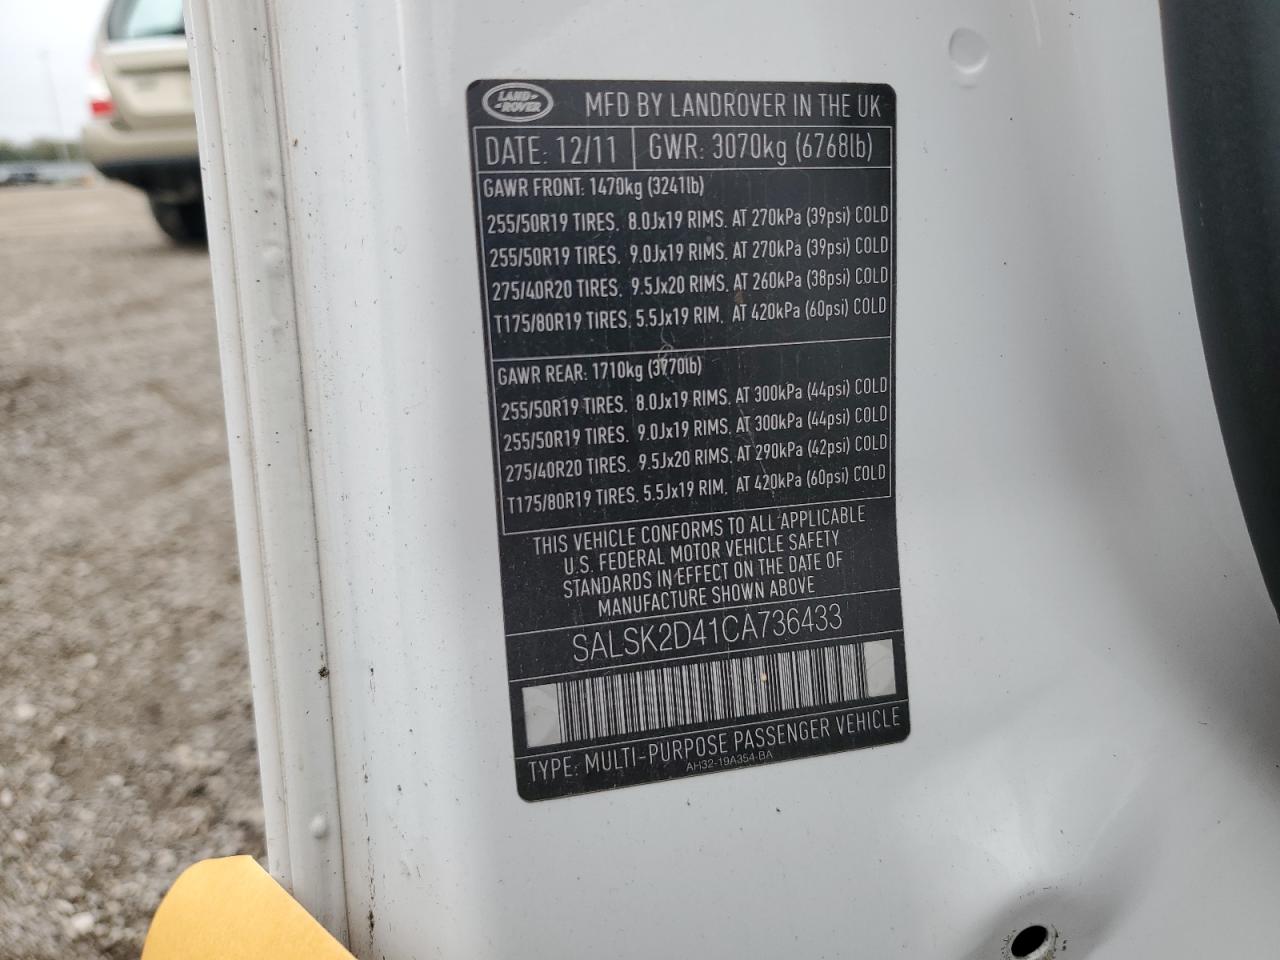 LAND-
-ROVER
MFD BY LANDROVER IN THE UK
DATE: 12/11 GWR: 3070kg (6768lb)
GAWR FRONT: 1470kg (3241lb)
255/50R19 TIRES. 8.0Jx19 RIMS. AT 270kPa (39psi) COLD
255/50R19 TIRES. 9.0Jx19 RIMS. AT 270kPa (39psi) COLD
275/40R20 TIRES. 9.5Jx20 RIMS. AT 260kPa (38psi) COLD
T175/80R19 TIRES. 5.5Jx19 RIM. AT 420kPa (60psi) COLD
GAWR REAR: 1710kg (3770lb)
255/50R19 TIRES. 8.0Jx19 RIMS. AT 300kPa (44psi) COLD
255/50R19 TIRES. 9.0Jx19 RIMS. AT 300kPa (44psi) COLD
275/40R20 TIRES. 9.5Jx20 RIMS. AT 290kPa (42psi) COLD
T175/80R19 TIRES. 5.5Jx19 RIM. AT 420kPa (60psi) COLD
THIS VEHICLE CONFORMS TO ALL APPLICABLE
U.S. FEDERAL MOTOR VEHICLE SAFETY
STANDARDS IN EFFECT ON THE DATE OF
MANUFACTURE SHOWN ABOVE
SALSK2D41CA736433
TYPE: MULTI-PURPOSE PASSENGER VEHICLE
AH32-19A354-BA